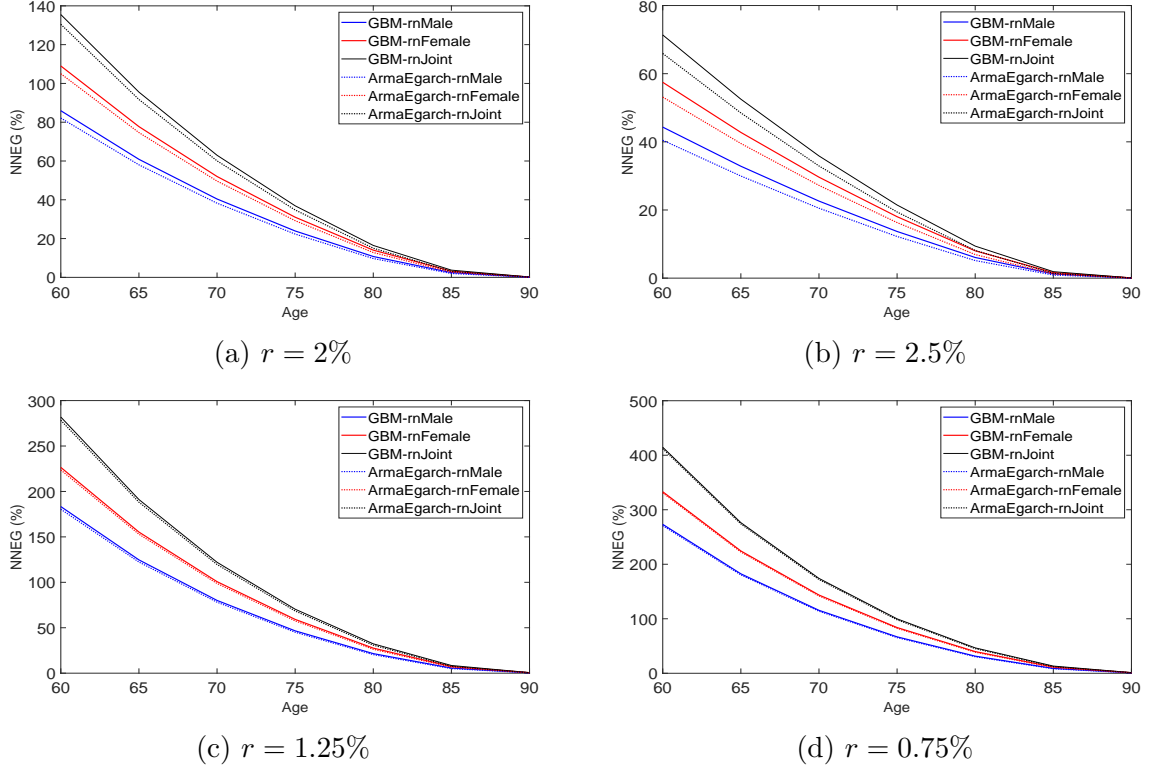 140
120
100
80
60
40
20
0
NNEG (%)
60 65 70 75 80 85 90
Age
GBM-rnMale
GBM-rnFemale
GBM-rnJoint
ArmaEgarch-rnMale
ArmaEgarch-rnFemale
ArmaEgarch-rnJoint
(a) r = 2%
80
60
40
20
0
NNEG (%)
60 65 70 75 80 85 90
Age
GBM-rnMale
GBM-rnFemale
GBM-rnJoint
ArmaEgarch-rnMale
ArmaEgarch-rnFemale
ArmaEgarch-rnJoint
(b) r = 2.5%
300
250
200
150
100
50
0
NNEG (%)
60 65 70 75 80 85 90
Age
GBM-rnMale
GBM-rnFemale
GBM-rnJoint
ArmaEgarch-rnMale
ArmaEgarch-rnFemale
ArmaEgarch-rnJoint
(c) r = 1.25%
500
400
300
200
100
0
NNEG (%)
60 65 70 75 80 85 90
Age
GBM-rnMale
GBM-rnFemale
GBM-rnJoint
ArmaEgarch-rnMale
ArmaEgarch-rnFemale
ArmaEgarch-rnJoint
(d) r = 0.75%